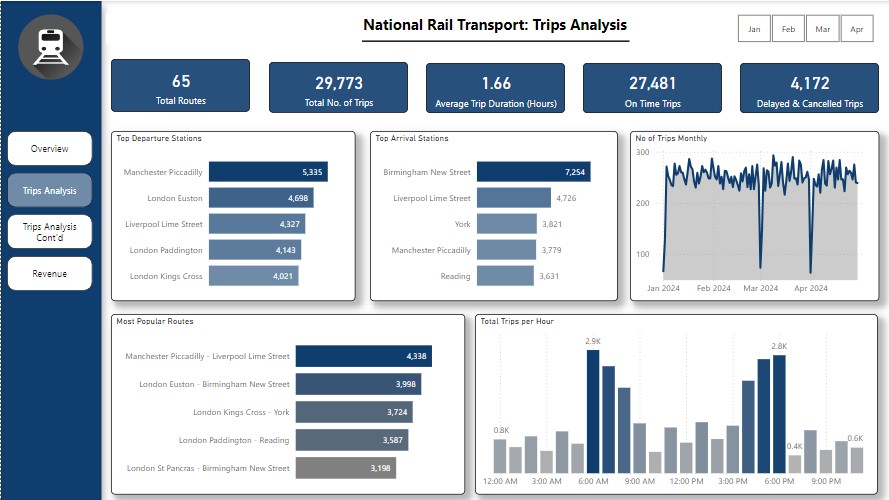 National Rail Transport: Trips Analysis
Jan
Feb
Mar
Apr
65
Total Routes
29,773
Total No. of Trips
1.66
Average Trip Duration (Hours)
27,481
On Time Trips
4,172
Delayed & Cancelled Trips
Overview
Trips Analysis
Trips Analysis
Cont'd
Revenue
Top Departure Stations
Manchester Piccadilly 5,335
London Euston 4,698
Liverpool Lime Street 4,327
London Paddington 4,143
London Kings Cross 4,021
Top Arrival Stations
Birmingham New Street 7,254
Liverpool Lime Street 4,726
York 3,821
Manchester Piccadilly 3,779
Reading 3,631
No of Trips Monthly
300
200
100
Jan 2024 Feb 2024 Mar 2024 Apr 2024
Most Popular Routes
Manchester Piccadilly - Liverpool Lime Street 4,338
London Euston - Birmingham New Street 3,998
London Kings Cross - York 3,724
London Paddington - Reading 3,587
London St Pancras - Birmingham New Street 3,198
Total Trips per Hour
0.8K
2.9K
2.8K
0.4K
0.6K
12:00 AM 3:00 AM 6:00 AM 9:00 AM 12:00 PM 3:00 PM 6:00 PM 9:00 PM